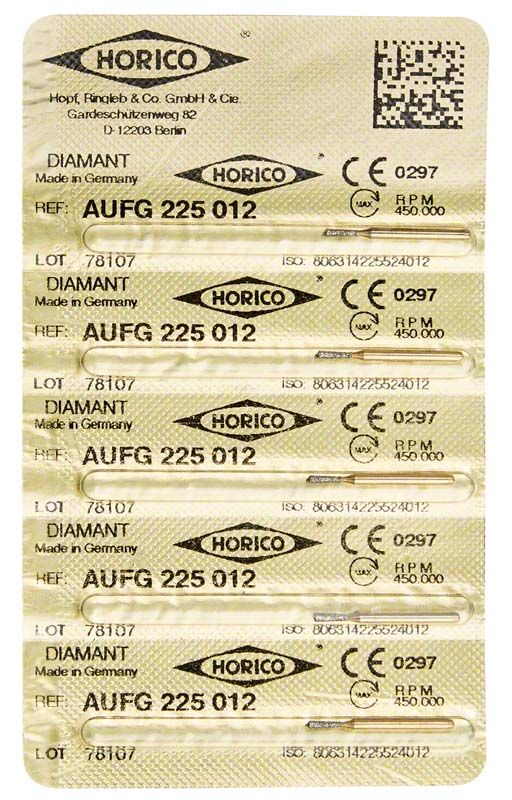 HORICO ®
Hopf, Ringleb & Co. GmbH & Cie.
Gardeschützenweg 82
D-12203 Berlin
DIAMANT HORICO ® CE 0297
Made in Germany
REF: AUFG 225 012 MAX RPM 450.000
LOT 78107 ISO: 806314225524012
DIAMANT HORICO ® CE 0297
Made in Germany
REF: AUFG 225 012 MAX RPM 450.000
LOT 78107 ISO: 806314225524012
DIAMANT HORICO ® CE 0297
Made in Germany
REF: AUFG 225 012 MAX RPM 450.000
LOT 78107 ISO: 806314225524012
DIAMANT HORICO ® CE 0297
Made in Germany
REF: AUFG 225 012 MAX RPM 450.000
LOT 78107 ISO: 806314225524012
DIAMANT HORICO ® CE 0297
Made in Germany
REF: AUFG 225 012 MAX RPM 450.000
LOT 78107 ISO: 806314225524012